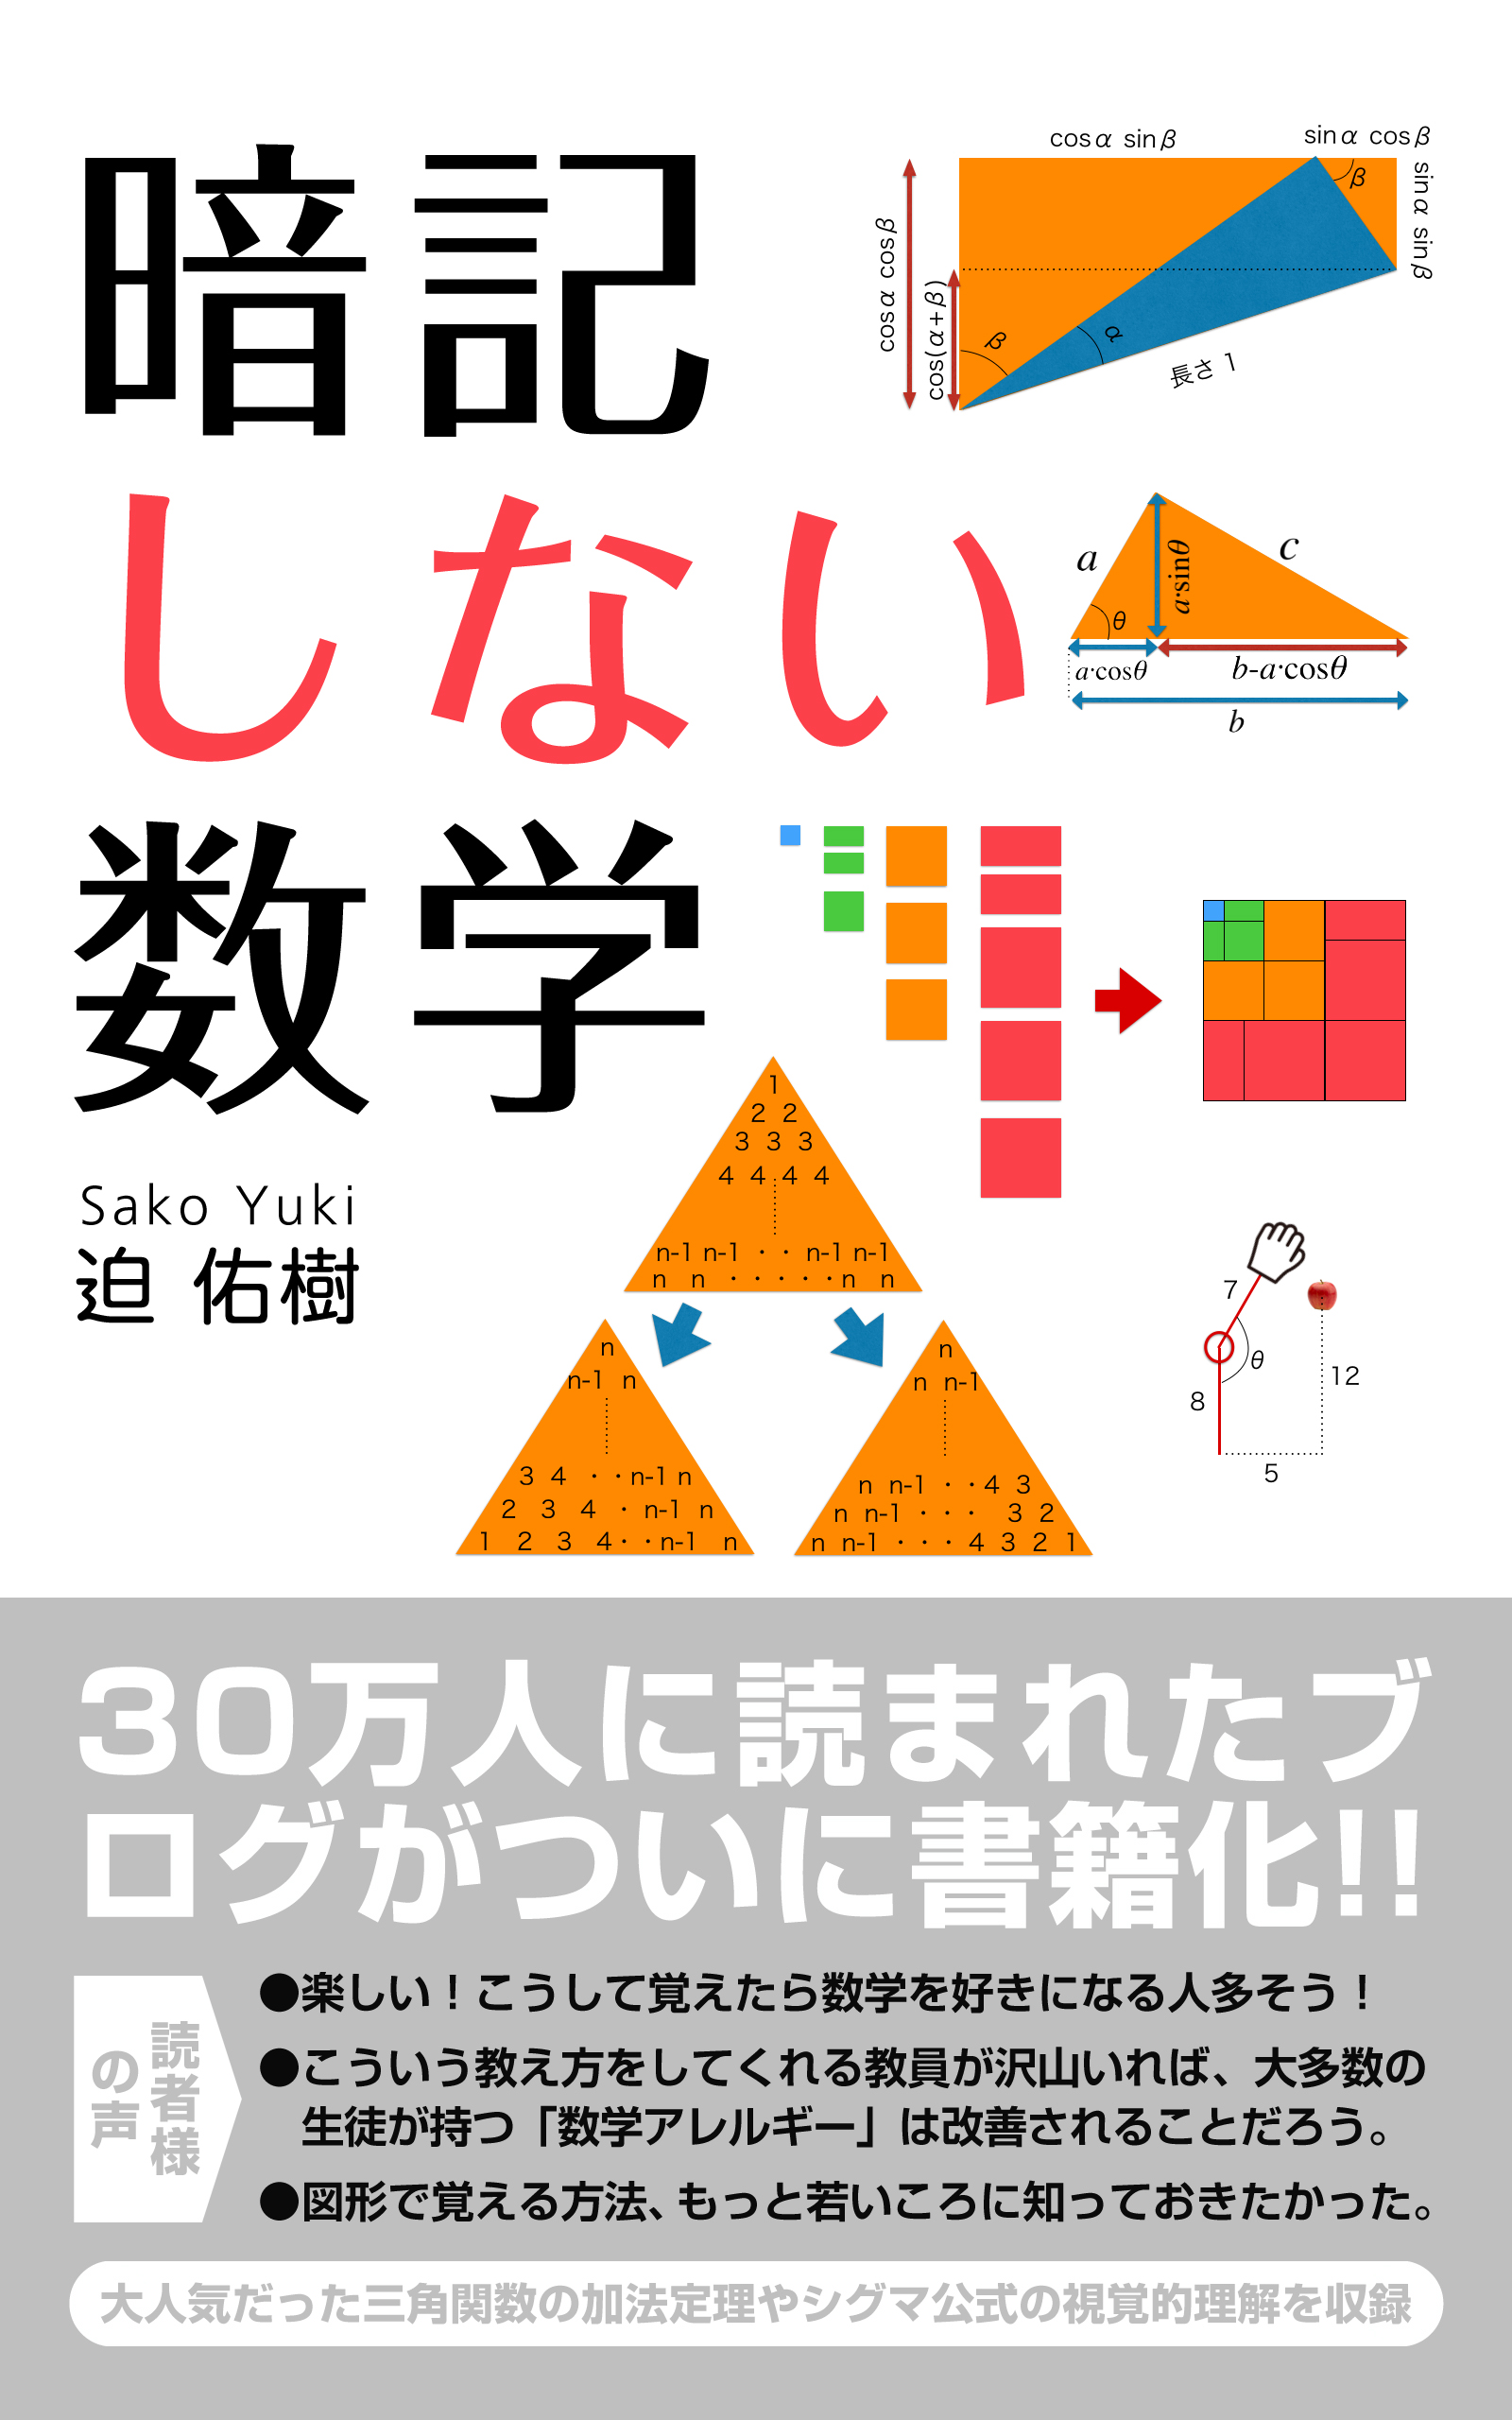 暗記
しない
数学
Sako Yuki
迫 佑樹
cosα sinβ
sinα cosβ
sinα sinβ
cosα cosβ
cos(α+β)
β
α
β
長さ 1
a
c
a·sinθ
θ
a·cosθ
b-a·cosθ
b
1
2 2
3 3 3
4 4 4 4
n-1 n-1 ・・ n-1 n-1
n n ・・・・・n n
n
n-1 n
3 4 ・・n-1 n
2 3 4 ・n-1 n
1 2 3 4・・n-1 n
n
n n-1
n n-1 ・・4 3
n n-1 ・・・ 3 2
n n-1 ・・・ 4 3 2 1
7
θ
8
12
5
30万人に読まれたブ
ログがついに書籍化!!
読者様
の声
●楽しい！こうして覚えたら数学を好きになる人多そう！
●こういう教え方をしてくれる教員が沢山いれば、大多数の
生徒が持つ「数学アレルギー」は改善されることだろう。
●図形で覚える方法、もっと若いころに知っておきたかった。
大人気だった三角関数の加法定理やシグマ公式の視覚的理解を収録